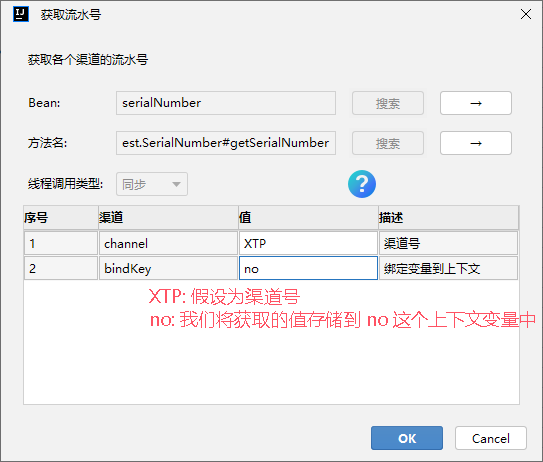 IJ 获取流水号
获取各个渠道的流水号
Bean: serialNumber 搜索 →
方法名: est.SerialNumber#getSerialNumber 搜索 →
线程调用类型: 同步 ?
序号 渠道 值 描述
1 channel XTP 渠道号
2 bindKey no 绑定变量到上下文
XTP: 假设为渠道号
no: 我们将获取的值存储到 no 这个上下文变量中
OK Cancel